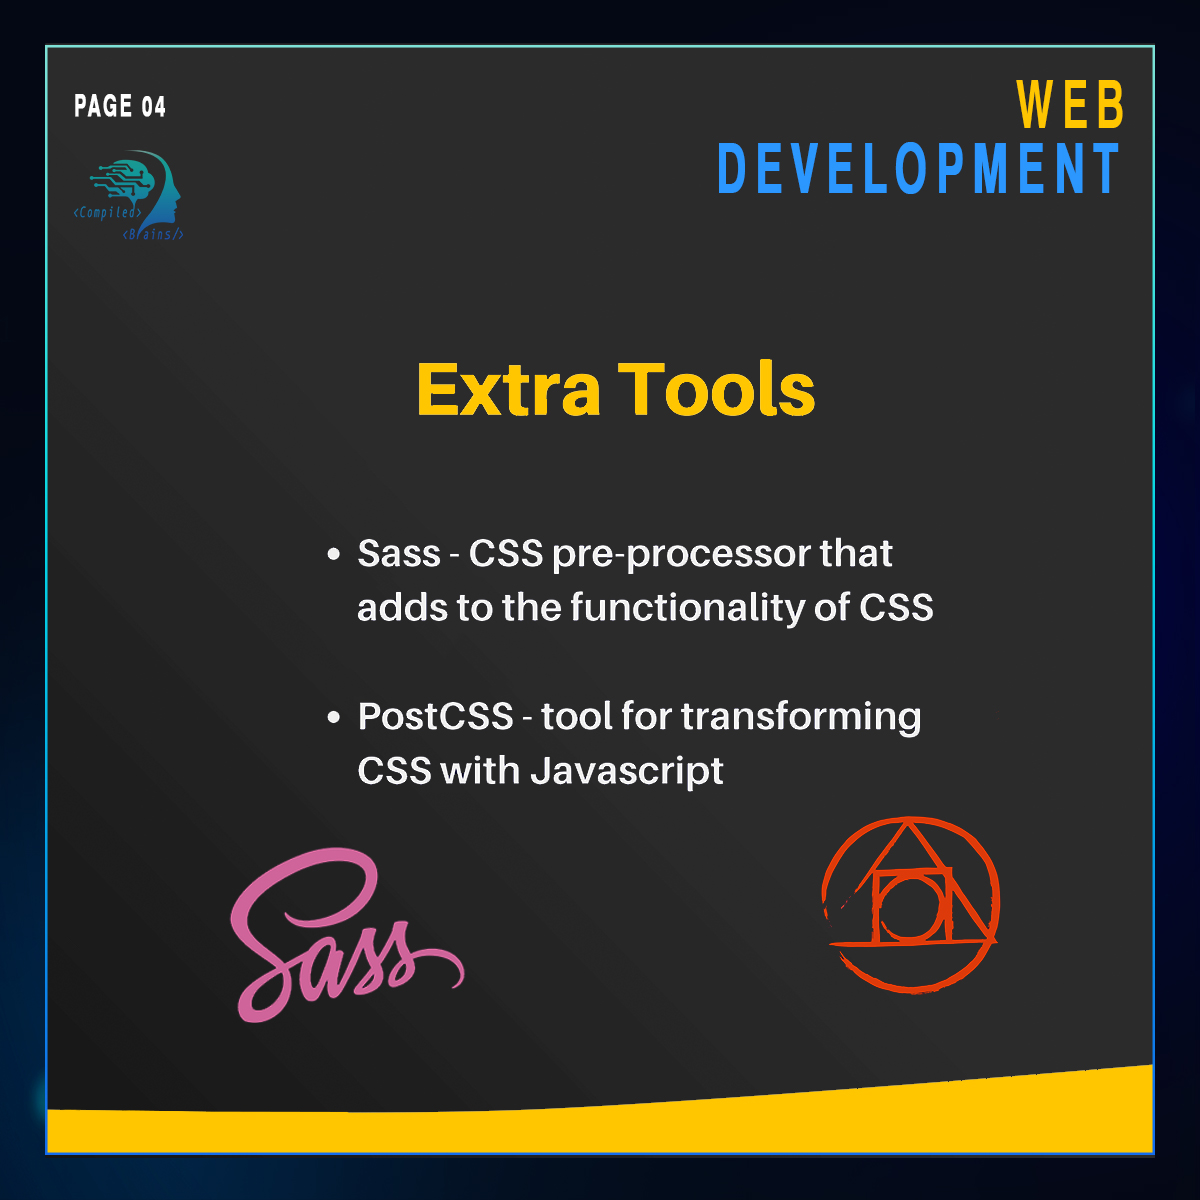 PAGE 04
WEB
DEVELOPMENT
<Compiled>
<Brains/>
Extra Tools
• Sass - CSS pre-processor that
adds to the functionality of CSS
• PostCSS - tool for transforming
CSS with Javascript
Sass